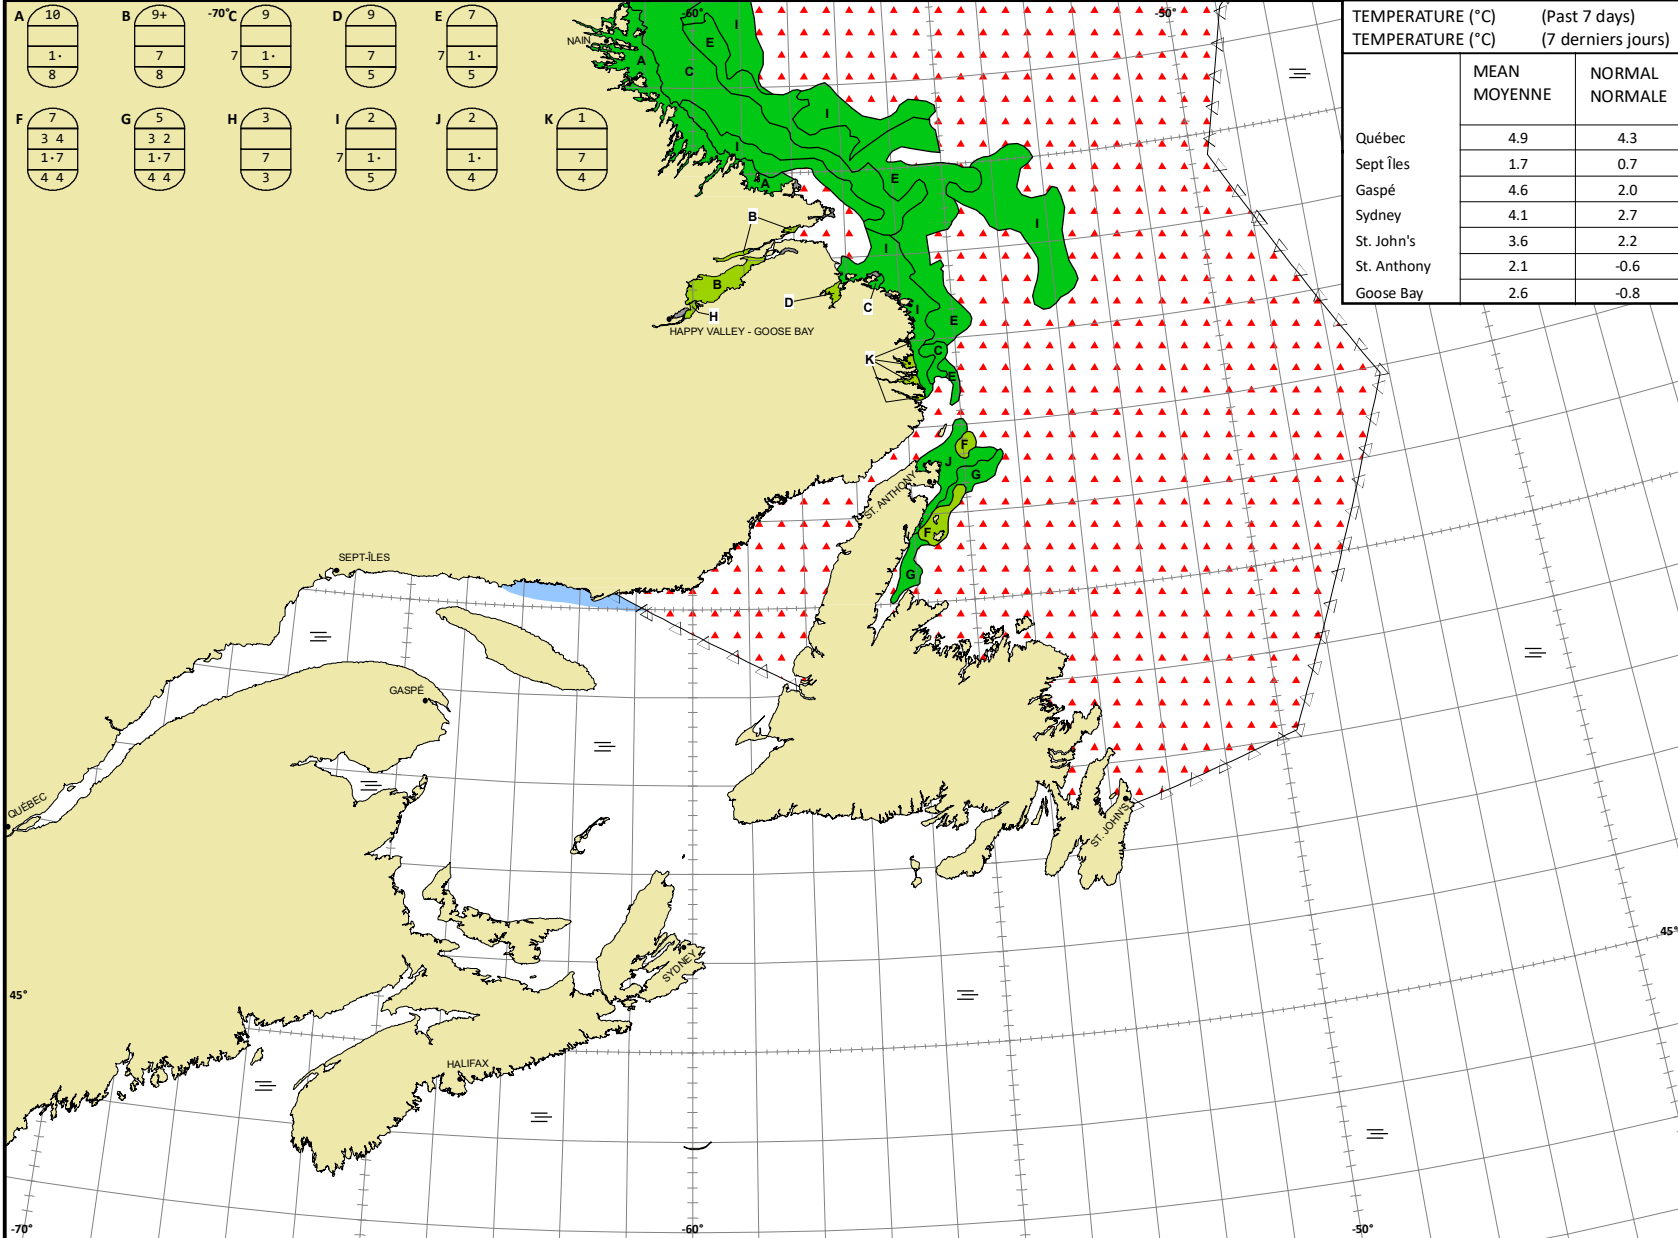 A 10 1· 8
B 9+ 7 8
-70° C 9 7 1· 5
D 9 7 5
E 7 7 1· 5
F 7 3 4 1·7 4 4
G 5 3 2 1·7 4 4
H 3 7 3
I 2 7 1· 5
J 2 1· 4
K 1 7 4
-60°
-50°
TEMPERATURE (°C) (Past 7 days)
TEMPERATURE (°C) (7 derniers jours)
MEAN NORMAL
MOYENNE NORMALE
Québec 4.9 4.3
Sept Îles 1.7 0.7
Gaspé 4.6 2.0
Sydney 4.1 2.7
St. John's 3.6 2.2
St. Anthony 2.1 -0.6
Goose Bay 2.6 -0.8
NAIN
A
E
I
C
I
I
A
E
I
B
B
I
D
C
H
I
E
HAPPY VALLEY - GOOSE BAY
K
C
E
F
J
G
ST. ANTHONY
F
G
SEPT-ÎLES
GASPÉ
QUÉBEC
ST. JOHN'S
SYDNEY
45°
45°
HALIFAX
-70°
-60°
-50°